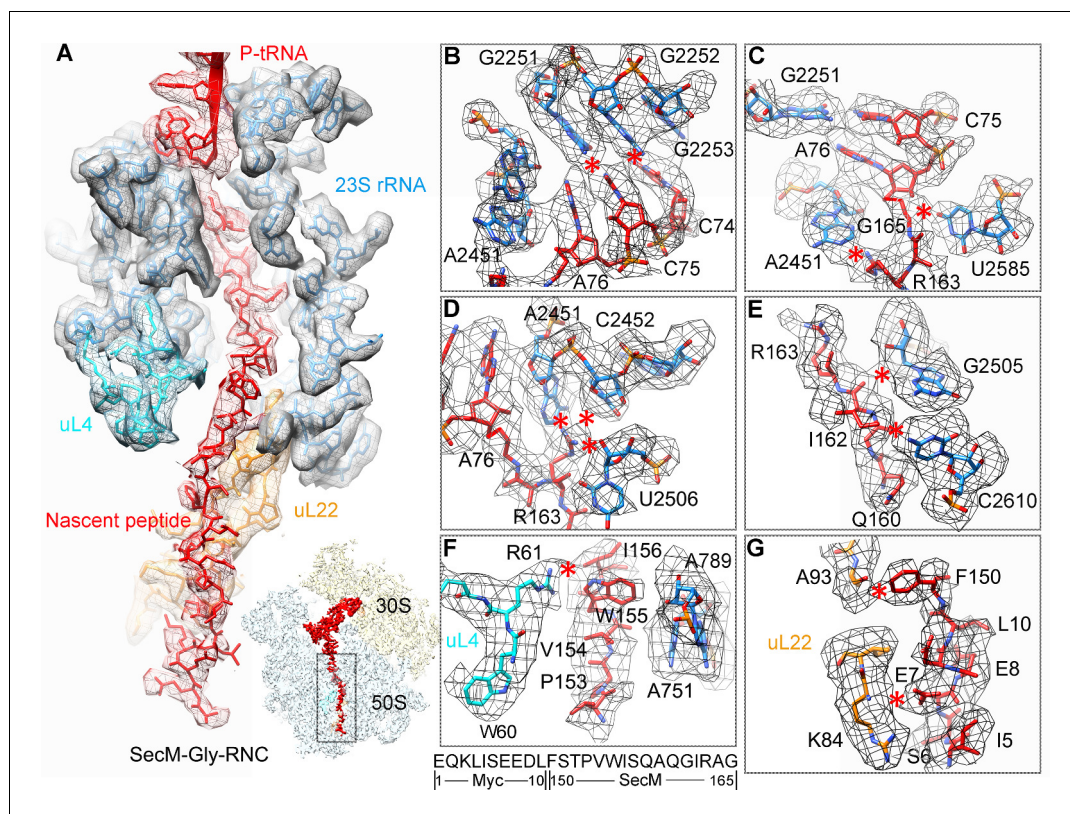 A
P-tRNA
23S rRNA
uL4
uL22
Nascent peptide
30S
50S
SecM-Gly-RNC
B
G2251
G2252
G2253
*
*
A2451
C74
C75
A76
C
G2251
C75
A76
G165
*
A2451
*
U2585
R163
D
A2451
C2452
*
*
*
A76
U2506
R163
E
R163
G2505
*
*
I162
C2610
Q160
F
R61
I156
A789
*
uL4
W155
V154
P153
A751
W60
G
A93
F150
*
uL22
L10
E7
E8
*
K84
S6
I5
EQKLISEEDLFSTPVWISQAQGIRAG
1 Myc 10 150 SecM 165